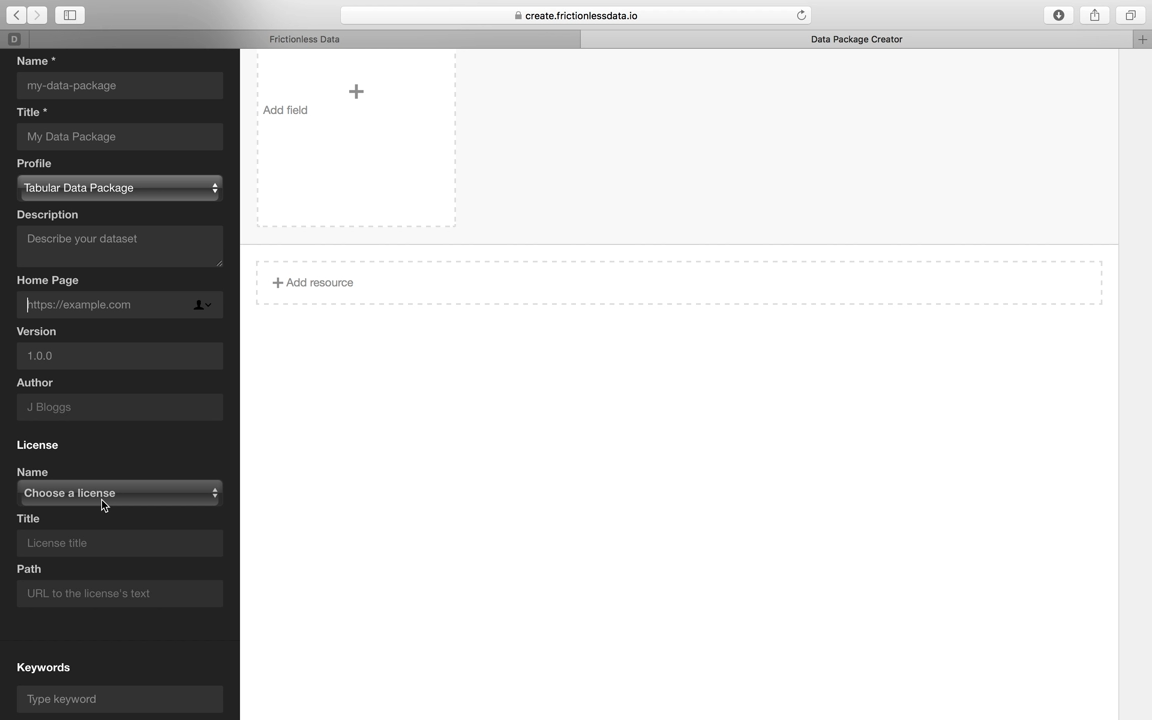 create.frictionlessdata.io
D
Frictionless Data
Data Package Creator
Name *
my-data-package
Title *
My Data Package
Profile
Tabular Data Package
Description
Describe your dataset
Home Page
https://example.com
Version
1.0.0
Author
J Bloggs
License
Name
Choose a license
Title
License title
Path
URL to the license's text
Keywords
Type keyword
Add field
Add resource